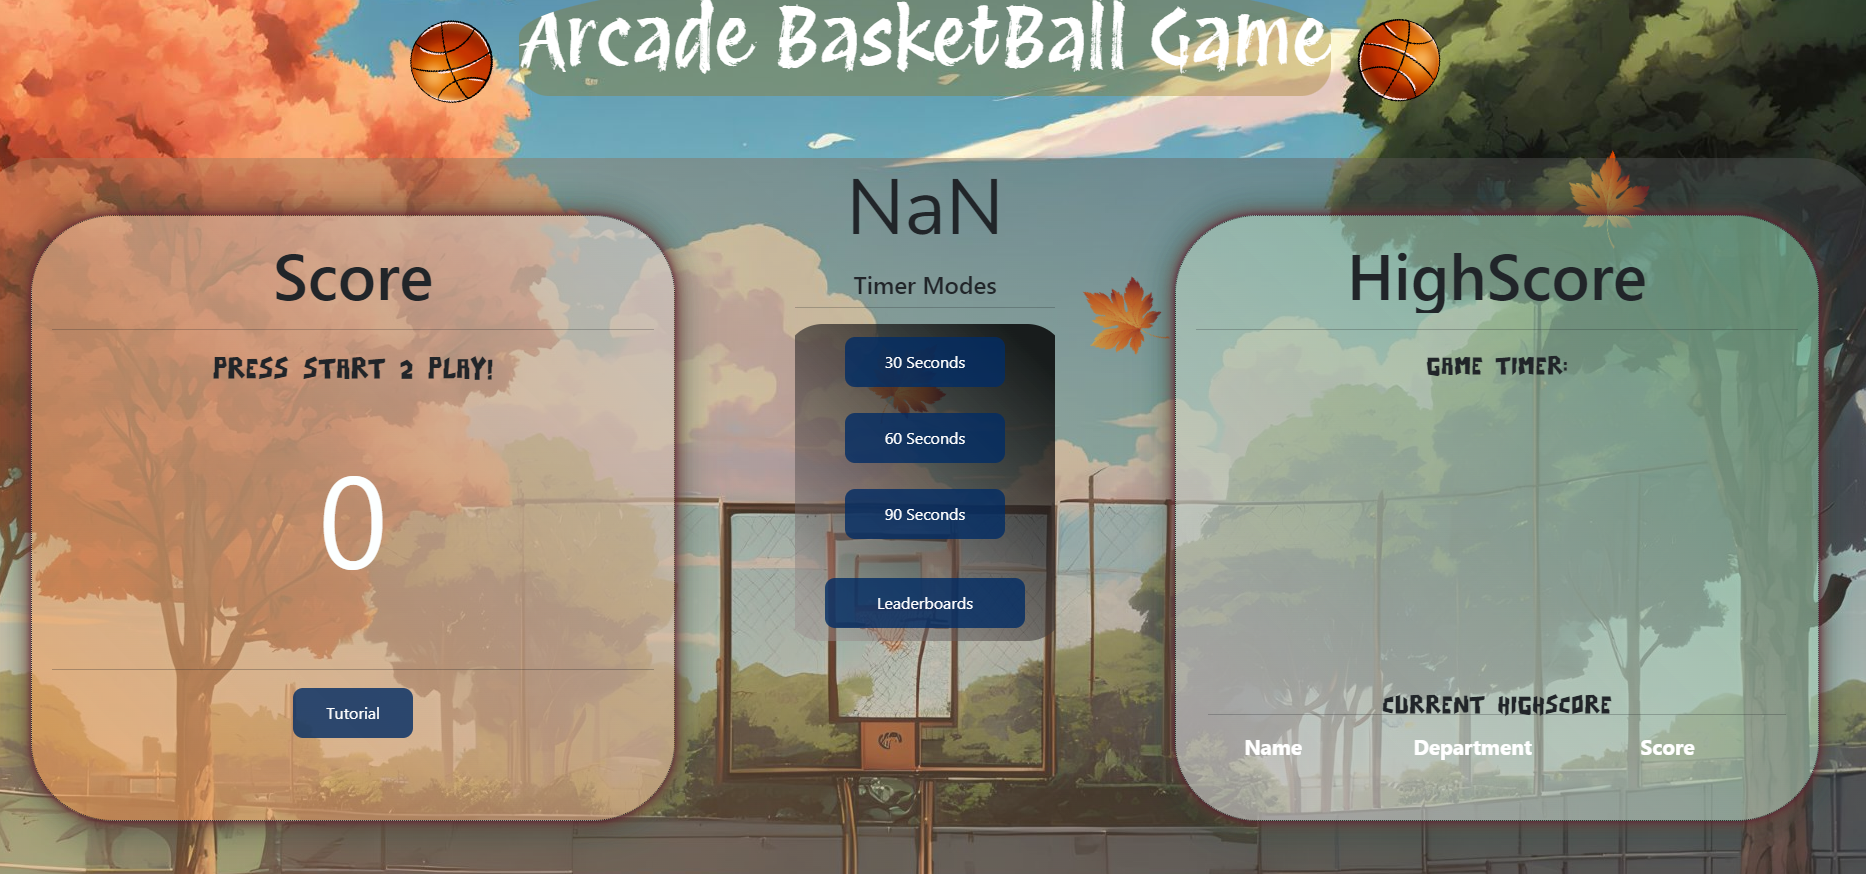 Arcade BasketBall Game
NaN
Score
PRESS START 2 PLAY!
0
Tutorial
Timer Modes
30 Seconds
60 Seconds
90 Seconds
Leaderboards
HighScore
GAME TIMER:
CURRENT HIGHSCORE
Name Department Score